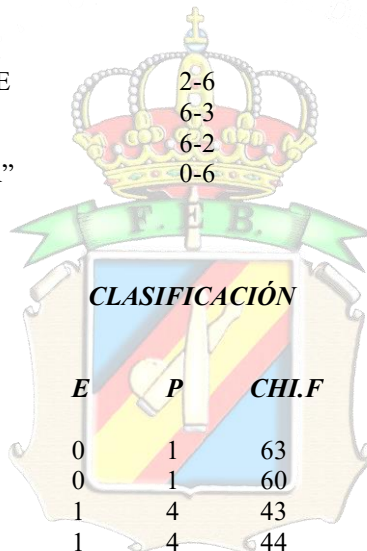 E 2-6
6-3
6-2
” 0-6
F. E. B.
CLASIFICACIÓN
E P CHI.F
0 1 63
0 1 60
1 4 43
1 4 44